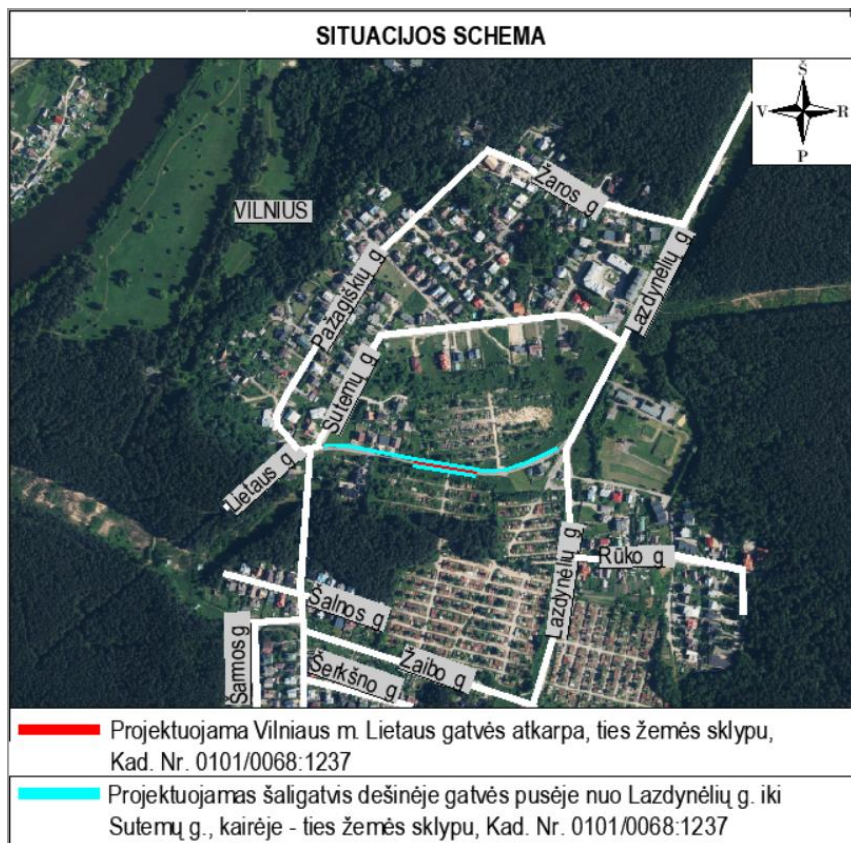 SITUACIJOS SCHEMA
Š
V R
P
VILNIUS
Žaros g
Pažagiškių g
Lazdynėlių g
Sutemų g
Lietaus g
Lazdynėlių g
Rūko g
Šalnos g
Sarmos g
Šerkšno g
Žaibo g
Projektuojama Vilniaus m. Lietaus gatvės atkarpa, ties žemės sklypu,
Kad. Nr. 0101/0068:1237
Projektuojamas šaligatvis dešinėje gatvės pusėje nuo Lazdynėlių g. iki
Sutemų g., kairėje - ties žemės sklypu, Kad. Nr. 0101/0068:1237